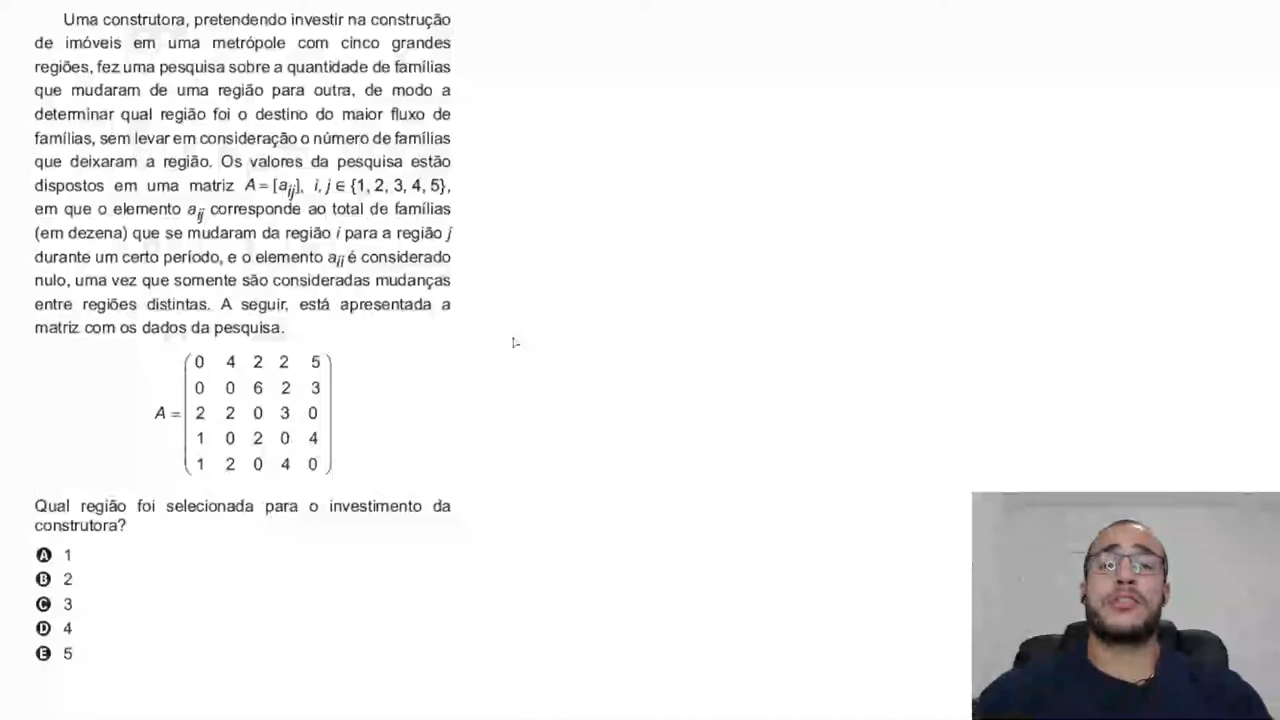 Uma construtora, pretendendo investir na construção
de imóveis em uma metrópole com cinco grandes
regiões, fez uma pesquisa sobre a quantidade de famílias
que mudaram de uma região para outra, de modo a
determinar qual região foi o destino do maior fluxo de
famílias, sem levar em consideração o número de famílias
que deixaram a região. Os valores da pesquisa estão
dispostos em uma matriz A = [aij], i, j ∈ {1, 2, 3, 4, 5},
em que o elemento aij corresponde ao total de famílias
(em dezena) que se mudaram da região i para a região j
durante um certo período, e o elemento aii é considerado
nulo, uma vez que somente são consideradas mudanças
entre regiões distintas. A seguir, está apresentada a
matriz com os dados da pesquisa.
0 4 2 2 5
0 0 6 2 3
A = 2 2 0 3 0
1 0 2 0 4
1 2 0 4 0
Qual região foi selecionada para o investimento da
construtora?
A 1
B 2
C 3
D 4
E 5